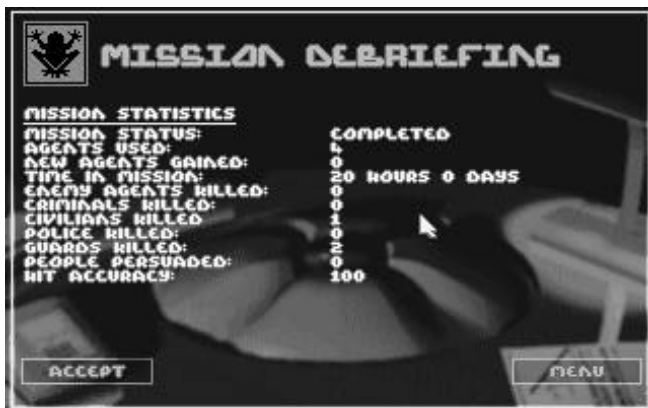 MISSION DEBRIEFING
MISSION STATISTICS
MISSION STATUS: COMPLETED
AGENTS USED: 4
NEW AGENTS GAINED: 0
TIME IN MISSION: 20 HOURS 0 DAYS
ENEMY AGENTS KILLED: 0
CRIMINALS KILLED: 0
CIVILIANS KILLED 1
POLICE KILLED: 0
GUARDS KILLED: 2
PEOPLE PERSUADED: 0
HIT ACCURACY: 100
ACCEPT MENU